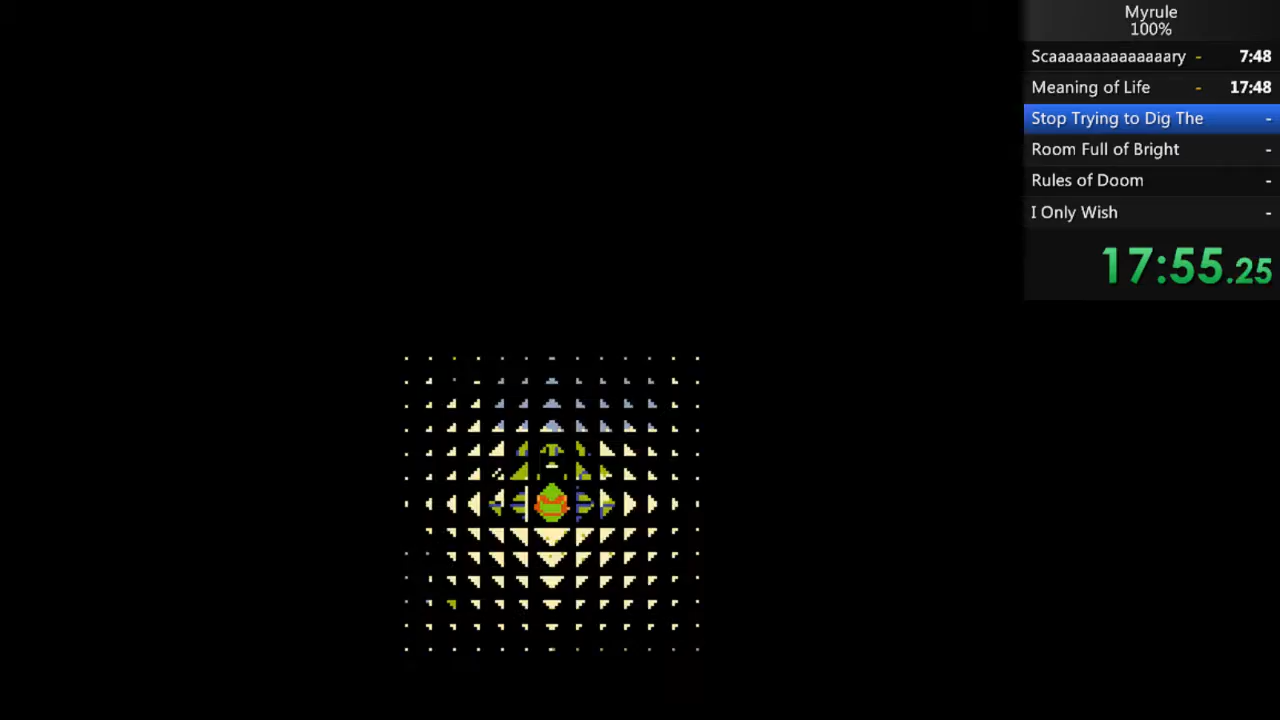 Myrule
100%
Scaaaaaaaaaaaaaary - 7:48
Meaning of Life - 17:48
Stop Trying to Dig The -
Room Full of Bright -
Rules of Doom -
I Only Wish -
17:55.25